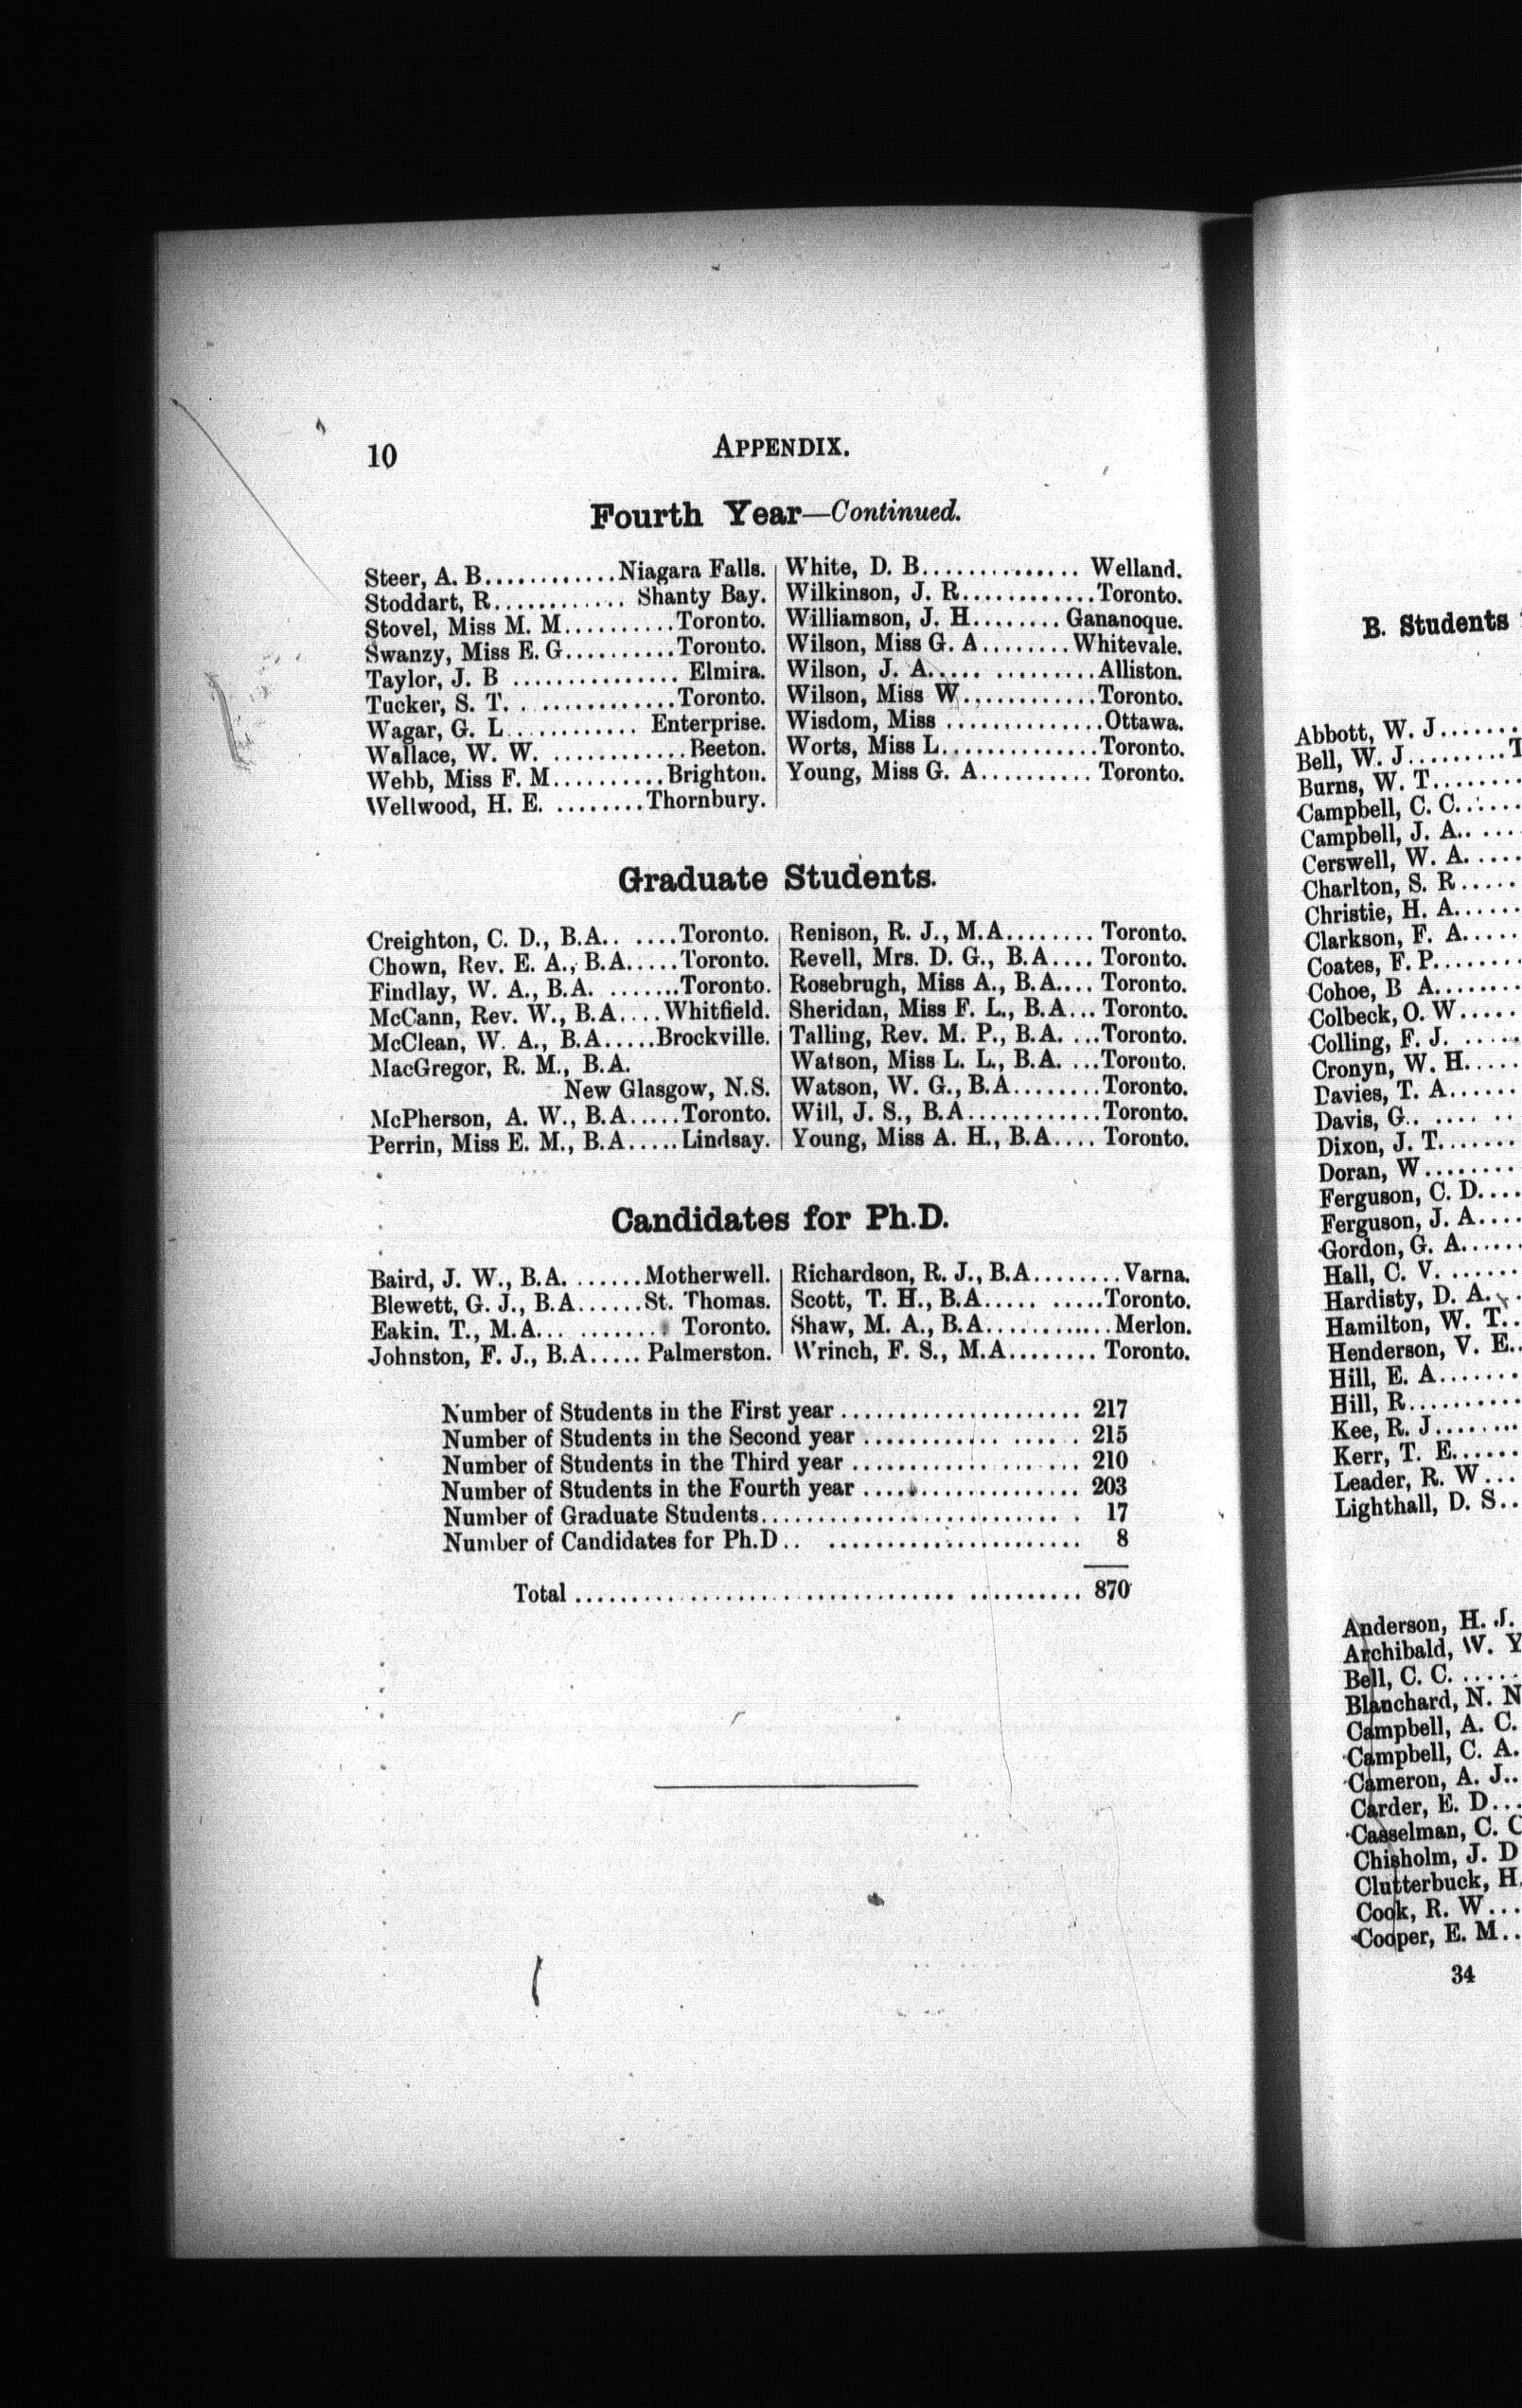 10
APPENDIX.
Fourth Year—Continued.
Steer, A. B............Niagara Falls.
Stoddart, R............ Shanty Bay.
Stovel, Miss M. M..........Toronto.
Swanzy, Miss E. G..........Toronto.
Taylor, J. B ............... Elmira.
Tucker, S. T. . .............Toronto.
Wagar, G. L............ Enterprise.
Wallace, W. W. ............Beeton.
Webb, Miss F. M..........Brighton.
Wellwood, H. E. ........Thornbury.
White, D. B.............. Welland.
Wilkinson, J. R............Toronto.
Williamson, J. H........Gananoque.
Wilson, Miss G. A........Whitevale.
Wilson, J. A..... .........Alliston.
Wilson, Miss W............Toronto.
Wisdom, Miss ..............Ottawa.
Worts, Miss L..............Toronto.
Young, Miss G. A.......... Toronto.
Graduate Students.
Creighton, C. D., B.A.. ....Toronto.
Chown, Rev. E. A., B.A.....Toronto.
Findlay, W. A., B.A. .......Toronto.
McCann, Rev. W., B.A....Whitfield.
McClean, W. A., B.A.....Brockville.
MacGregor, R. M., B.A.
New Glasgow, N.S.
McPherson, A. W., B.A.....Toronto.
Perrin, Miss E. M., B.A.....Lindsay.
Renison, R. J., M.A........ Toronto.
Revell, Mrs. D. G., B.A.... Toronto.
Rosebrugh, Miss A., B.A.... Toronto.
Sheridan, Miss F. L., B.A... Toronto.
Talling, Rev. M. P., B.A. ...Toronto.
Watson, Miss L. L., B.A. ...Toronto.
Watson, W. G., B.A........Toronto.
Will, J. S., B.A............Toronto.
Young, Miss A. H., B.A.... Toronto.
Candidates for Ph.D.
Baird, J. W., B.A. ......Motherwell.
Blewett, G. J., B.A......St. Thomas.
Eakin. T., M.A... ........ Toronto.
Johnston, F. J., B.A..... Palmerston.
Richardson, R. J., B.A........Varna.
Scott, T. H., B.A..... .....Toronto.
Shaw, M. A., B.A............Merlon.
Wrinch, F. S., M.A........ Toronto.
Number of Students in the First year ...................... 217
Number of Students in the Second year ............ ..... . 215
Number of Students in the Third year ............. .. . ... 210
Number of Students in the Fourth year .................... 203
Number of Graduate Students............................ . 17
Number of Candidates for Ph.D.. ....................... 8
Total .................................. .......... 870
B. Students
Abbott, W. J.......
Bell, W. J.........T
Burns, W. T........
Campbell, C. C......
Campbell, J. A.. ....
Cerswell, W. A. ....
Charlton, S. R.....
Christie, H. A......
Clarkson, F. A.....
Coates, F. P........
Cohoe, B A........
Colbeck, O. W.....
Colling, F. J. ......
Cronyn, W. H.....
Davies, T. A......
Davis, G.. .... ..
Dixon, J. T.......
Doran, W........
Ferguson, C. D....
Ferguson, J. A....
Gordon, G. A......
Hall, C. V. ......
Hardisty, D. A. .
Hamilton, W. T..
Henderson, V. E..
Hill, E. A.......
Hill, R..........
Kee, R. J........
Kerr, T. E......
Leader, R. W...
Lighthall, D. S..
Anderson, H. J.
Archibald, W. Y
Bell, C. C. .....
Blanchard, N. N
Campbell, A. C.
Campbell, C. A.
Cameron, A. J..
Carder, E. D...
Casselman, C. C
Chisholm, J. D
Clutterbuck, H.
Cook, R. W...
Cooper, E. M..
34